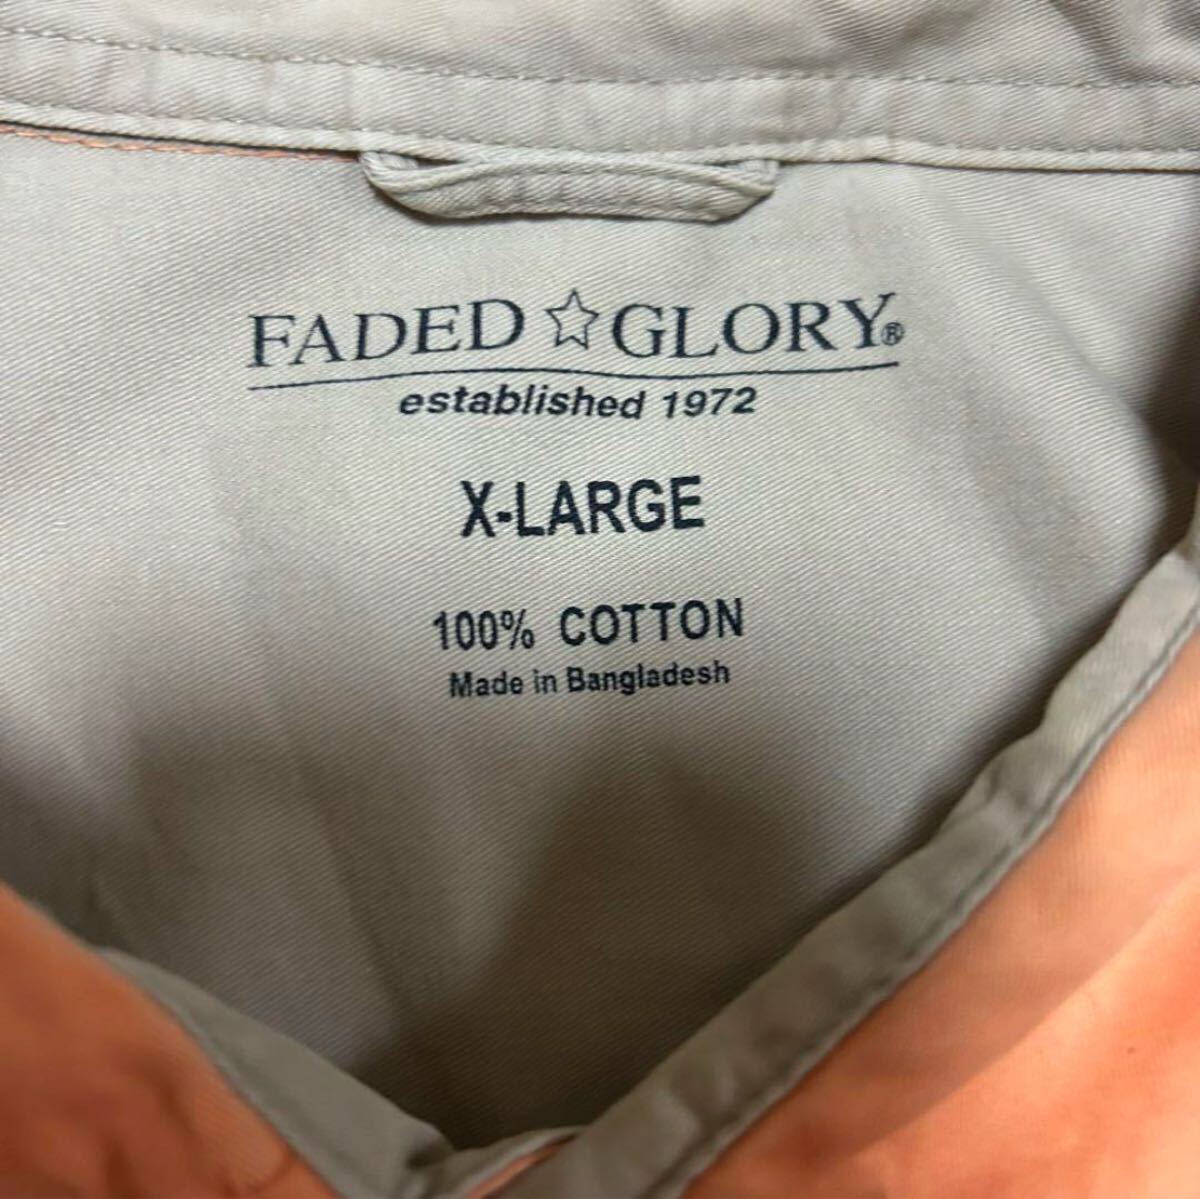 FADED☆GLORY®
established 1972
X-LARGE
100% COTTON
Made in Bangladesh